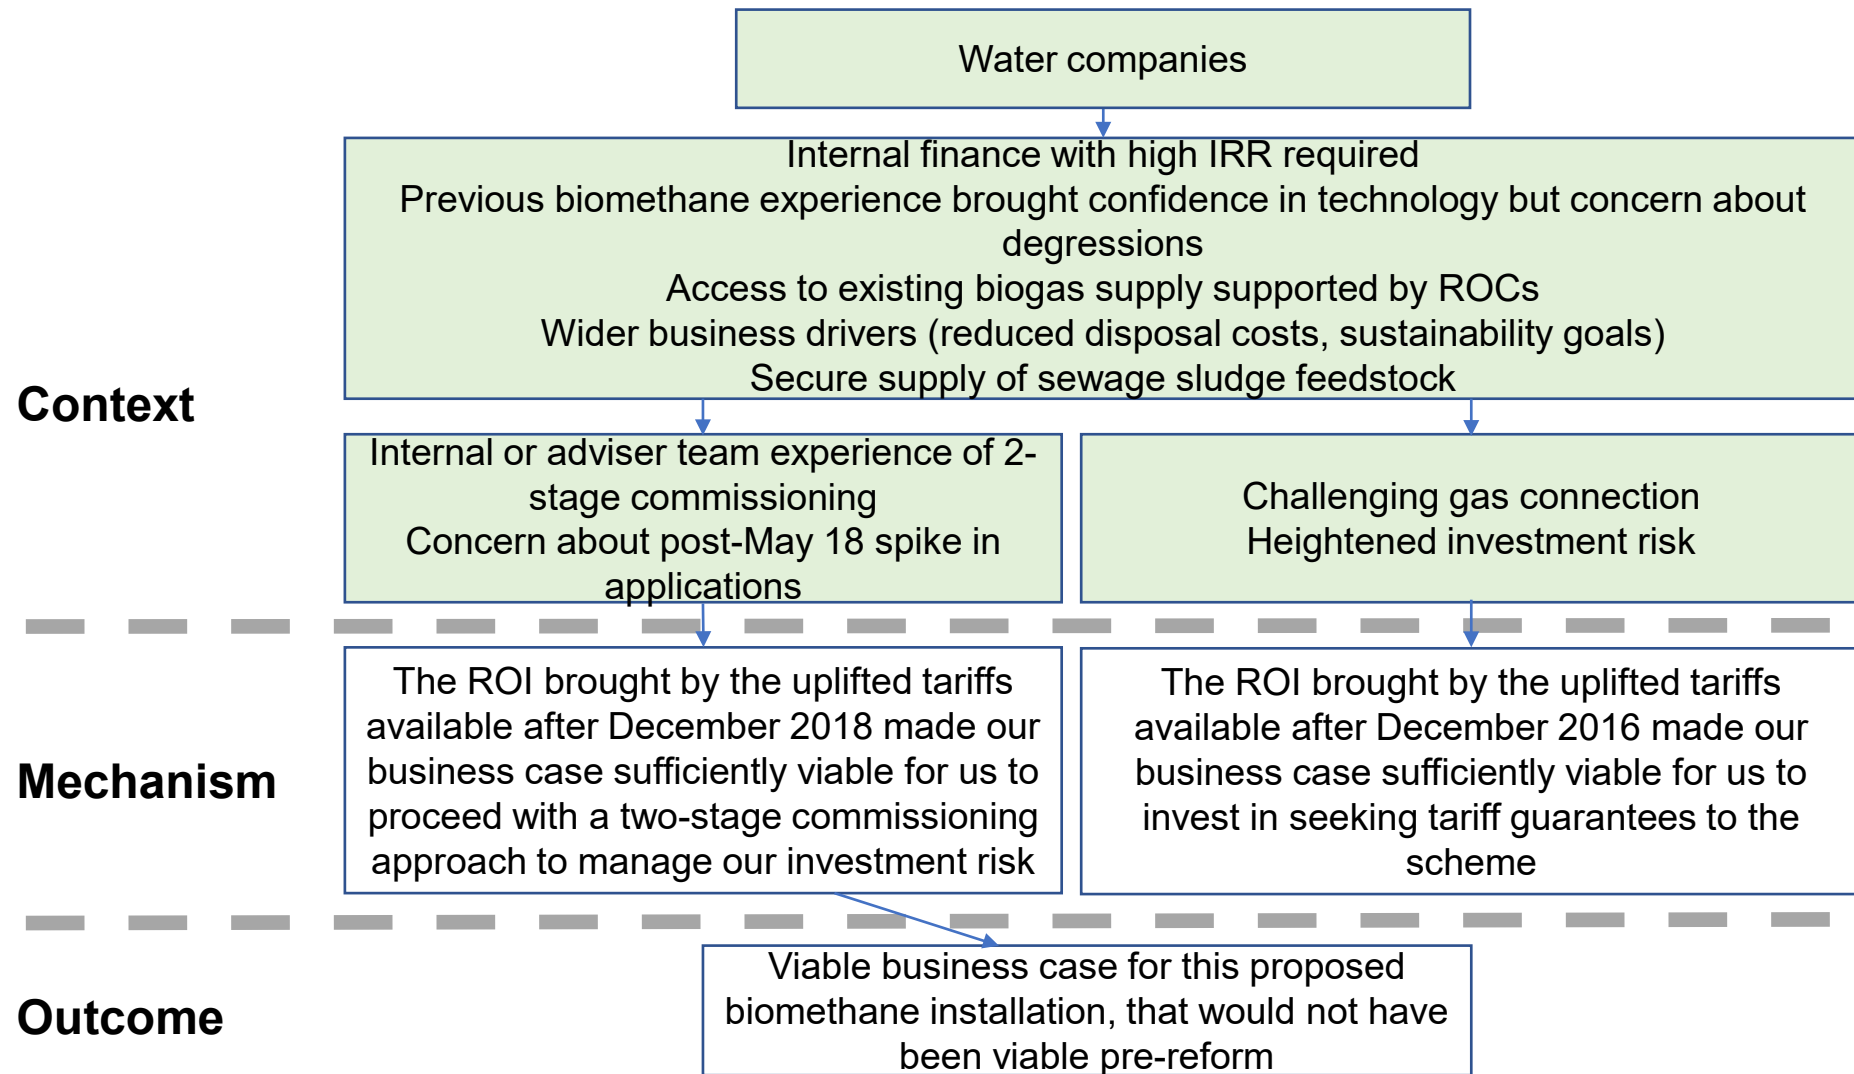 Water companies
Internal finance with high IRR required
Previous biomethane experience brought confidence in technology but concern about
degressions
Access to existing biogas supply supported by ROCs
Wider business drivers (reduced disposal costs, sustainability goals)
Secure supply of sewage sludge feedstock
Context
Internal or adviser team experience of 2-
stage commissioning
Concern about post-May 18 spike in
applications
Challenging gas connection
Heightened investment risk
Mechanism
The ROI brought by the uplifted tariffs
available after December 2018 made our
business case sufficiently viable for us to
proceed with a two-stage commissioning
approach to manage our investment risk
The ROI brought by the uplifted tariffs
available after December 2016 made our
business case sufficiently viable for us to
invest in seeking tariff guarantees to the
scheme
Outcome
Viable business case for this proposed
biomethane installation, that would not have
been viable pre-reform